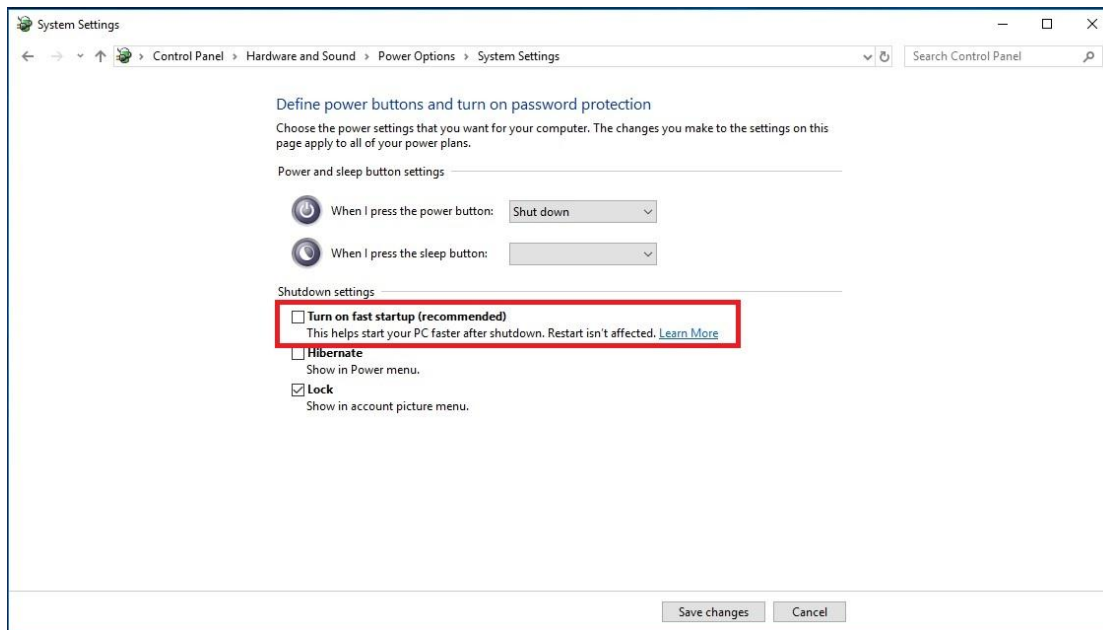 System Settings
Control Panel > Hardware and Sound > Power Options > System Settings
Search Control Panel
Define power buttons and turn on password protection
Choose the power settings that you want for your computer. The changes you make to the settings on this
page apply to all of your power plans.
Power and sleep button settings
When I press the power button: Shut down
When I press the sleep button:
Shutdown settings
Turn on fast startup (recommended)
This helps start your PC faster after shutdown. Restart isn't affected. Learn More
Hibernate
Show in Power menu.
Lock
Show in account picture menu.
Save changes
Cancel